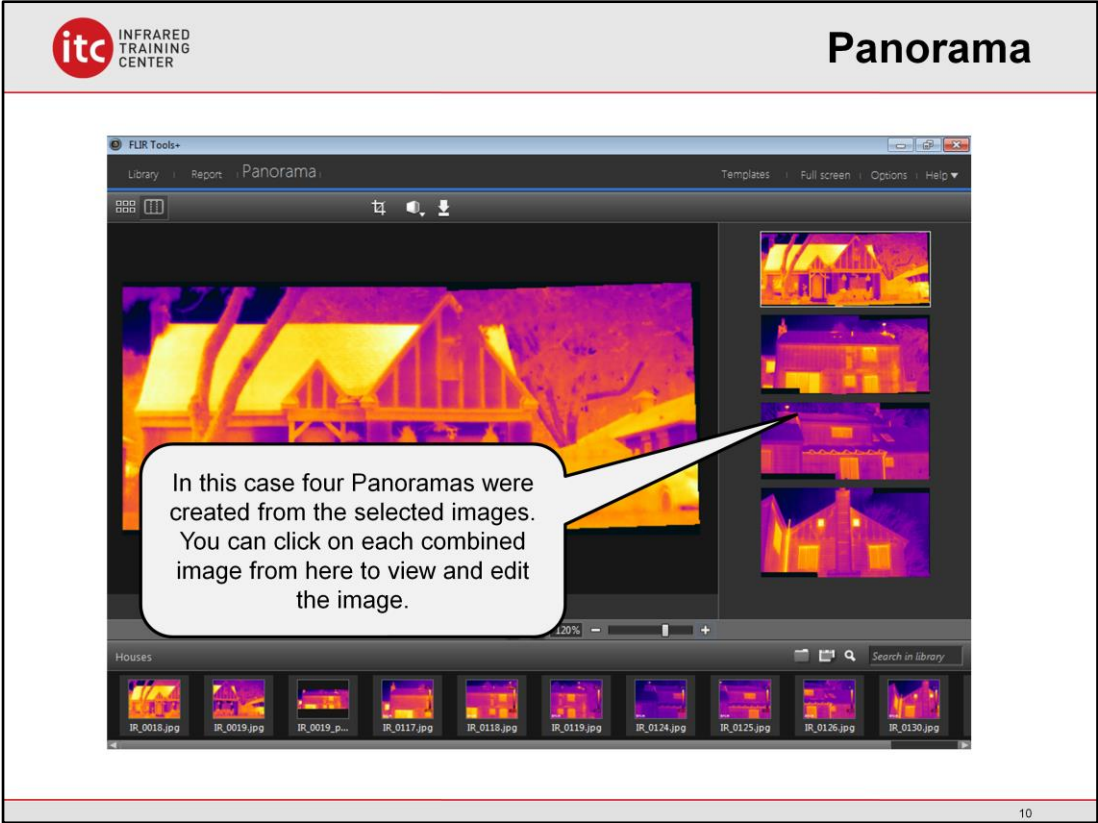 itc
INFRARED
TRAINING
CENTER
Panorama
FLIR Tools+
Library Report Panorama Templates Full screen Options Help
In this case four Panoramas were
created from the selected images.
You can click on each combined
image from here to view and edit
the image.
120%
Houses Search in library
IR_0018.jpg IR_0019.jpg IR_0019_p... IR_0117.jpg IR_0118.jpg IR_0119.jpg IR_0124.jpg IR_0125.jpg IR_0126.jpg IR_0130.jpg
10